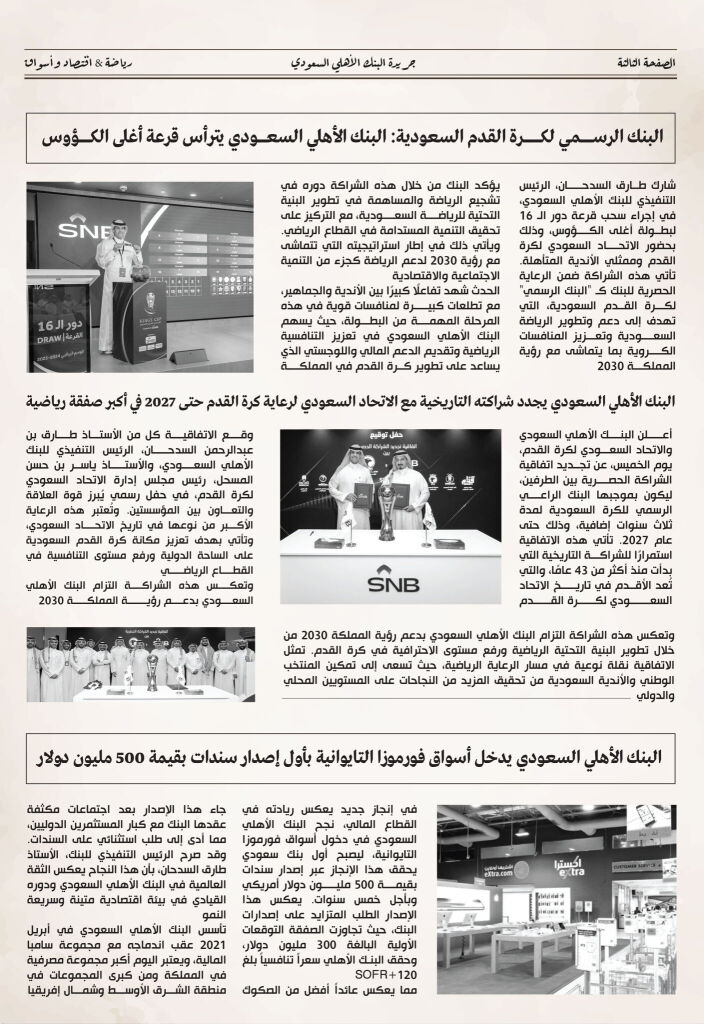 الصفحة الثالثة
جريدة البنك الأهلي السعودي
رياضة & اقتصاد وأسواق
البنك الرسمي لكرة القدم السعودية: البنك الأهلي السعودي يترأس قرعة أغلى الكؤوس
شارك طارق السدحان، الرئيس
التنفيذي للبنك الأهلي السعودي،
في إجراء سحب قرعة دور الـ 16
لبطولة أغلى الكؤوس، وذلك
بحضور الاتحاد السعودي لكرة
القدم وممثلي الأندية المتأهلة.
تأتي هذه الشراكة ضمن الرعاية
الحصرية للبنك كـ "البنك الرسمي"
لكرة القدم السعودية، التي
تهدف إلى دعم وتطوير الرياضة
السعودية وتعزيز المنافسات
الكروية بما يتماشى مع رؤية
المملكة 2030
يؤكد البنك من خلال هذه الشراكة دوره في
تشجيع الرياضة والمساهمة في تطوير البنية
التحتية للرياضة السعودية، مع التركيز على
تحقيق التنمية المستدامة في القطاع الرياضي.
ويأتي ذلك في إطار استراتيجيته التي تتماشى
مع رؤية 2030 لدعم الرياضة كجزء من التنمية
الاجتماعية والاقتصادية
الحدث شهد تفاعلًا كبيرًا بين الأندية والجماهير،
مع تطلعات كبيرة لمنافسات قوية في هذه
المرحلة المهمة من البطولة، حيث يسهم
البنك الأهلي السعودي في تعزيز التنافسية
الرياضية وتقديم الدعم المالي واللوجستي الذي
يساعد على تطوير كرة القدم في المملكة
SNB
KINGS CUP
دور الـ 16
القرعة | DRAW
البنك الأهلي السعودي يجدد شراكته التاريخية مع الاتحاد السعودي لرعاية كرة القدم حتى 2027 في أكبر صفقة رياضية
أعلن البنك الأهلي السعودي
والاتحاد السعودي لكرة القدم،
يوم الخميس، عن تجديد اتفاقية
الشراكة الحصرية بين الطرفين،
ليكون بموجبها البنك الراعي
الرسمي للكرة السعودية لمدة
ثلاث سنوات إضافية، وذلك حتى
عام 2027. تأتي هذه الاتفاقية
استمرارًا للشراكة التاريخية التي
بدأت منذ أكثر من 43 عامًا، والتي
تُعد الأقدم في تاريخ الاتحاد
السعودي لكرة القدم
حفل توقيع
اتفاقية تجديد الشراكة الحصرية
بين
SNB
وقع الاتفاقية كل من الأستاذ طارق بن
عبدالرحمن السدحان، الرئيس التنفيذي للبنك
الأهلي السعودي، والأستاذ ياسر بن حسن
المسحل، رئيس مجلس إدارة الاتحاد السعودي
لكرة القدم، في حفل رسمي يُبرز قوة العلاقة
والتعاون بين المؤسستين. وتُعتبر هذه الرعاية
الأكبر من نوعها في تاريخ الاتحاد السعودي،
وتأتي بهدف تعزيز مكانة كرة القدم السعودية
على الساحة الدولية ورفع مستوى التنافسية في
القطاع الرياضي
وتعكس هذه الشراكة التزام البنك الأهلي
السعودي بدعم رؤية المملكة 2030
وتعكس هذه الشراكة التزام البنك الأهلي السعودي بدعم رؤية المملكة 2030 من
خلال تطوير البنية التحتية الرياضية ورفع مستوى الاحترافية في كرة القدم. تمثل
الاتفاقية نقلة نوعية في مسار الرعاية الرياضية، حيث تسعى إلى تمكين المنتخب
الوطني والأندية السعودية من تحقيق المزيد من النجاحات على المستويين المحلي
والدولي
البنك الأهلي السعودي يدخل أسواق فورموزا التايوانية بأول إصدار سندات بقيمة 500 مليون دولار
اكسترا
eXtra
eXtra.com
CUSTOMER SERVICE
في إنجاز جديد يعكس ريادته في
القطاع المالي، نجح البنك الأهلي
السعودي في دخول أسواق فورموزا
التايوانية، ليصبح أول بنك سعودي
يحقق هذا الإنجاز عبر إصدار سندات
بقيمة 500 مليون دولار أمريكي
وبأجل خمس سنوات. يعكس هذا
الإصدار الطلب المتزايد على إصدارات
البنك، حيث تجاوزت الصفقة التوقعات
الأولية البالغة 300 مليون دولار،
وحقق البنك الأهلي سعراً تنافسياً بلغ
SOFR+120
مما يعكس عائداً أفضل من الصكوك
جاء هذا الإصدار بعد اجتماعات مكثفة
عقدها البنك مع كبار المستثمرين الدوليين،
مما أدى إلى طلب استثنائي على السندات.
وقد صرح الرئيس التنفيذي للبنك، الأستاذ
طارق السدحان، بأن هذا النجاح يعكس الثقة
العالمية في البنك الأهلي السعودي ودوره
القيادي في بيئة اقتصادية متينة وسريعة
النمو
تأسس البنك الأهلي السعودي في أبريل
2021 عقب اندماجه مع مجموعة سامبا
المالية، ويعتبر اليوم أكبر مجموعة مصرفية
في المملكة ومن كبرى المجموعات في
منطقة الشرق الأوسط وشمال إفريقيا